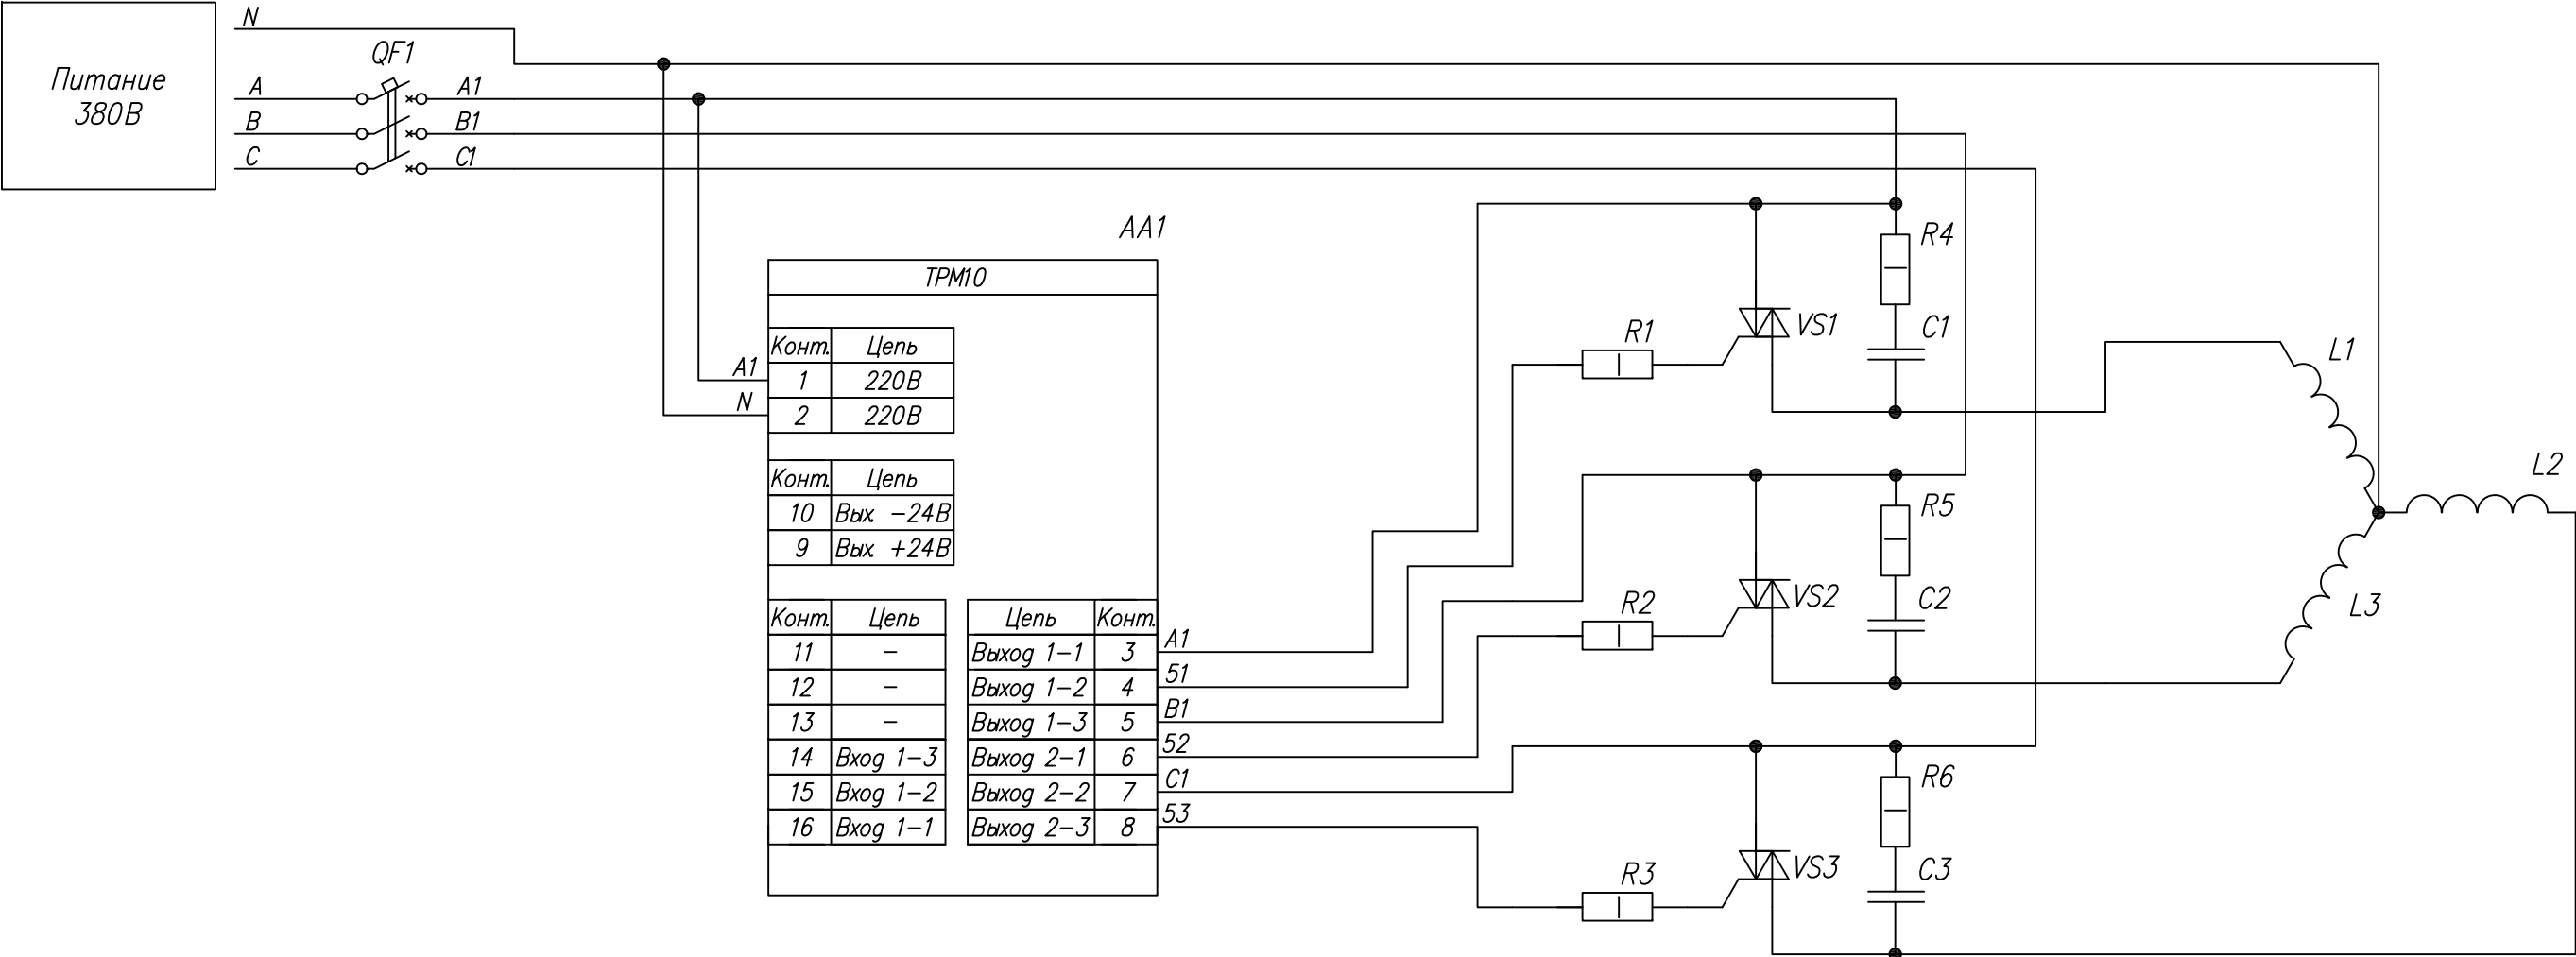 N
QF1
Питание
380В
A A1
B B1
C C1
AA1
ТРМ10
Конт. Цепь
A1 1 220В
N 2 220В
Конт. Цепь
10 Вых. -24В
9 Вых. +24В
Конт. Цепь Цепь Конт.
11 - Выход 1-1 3 A1
12 - Выход 1-2 4 51
13 - Выход 1-3 5 B1
14 Вход 1-3 Выход 2-1 6 52
15 Вход 1-2 Выход 2-2 7 C1
16 Вход 1-1 Выход 2-3 8 53
R4
R1 VS1 C1
L1
L2
R5
R2 VS2 C2
L3
R6
R3 VS3 C3